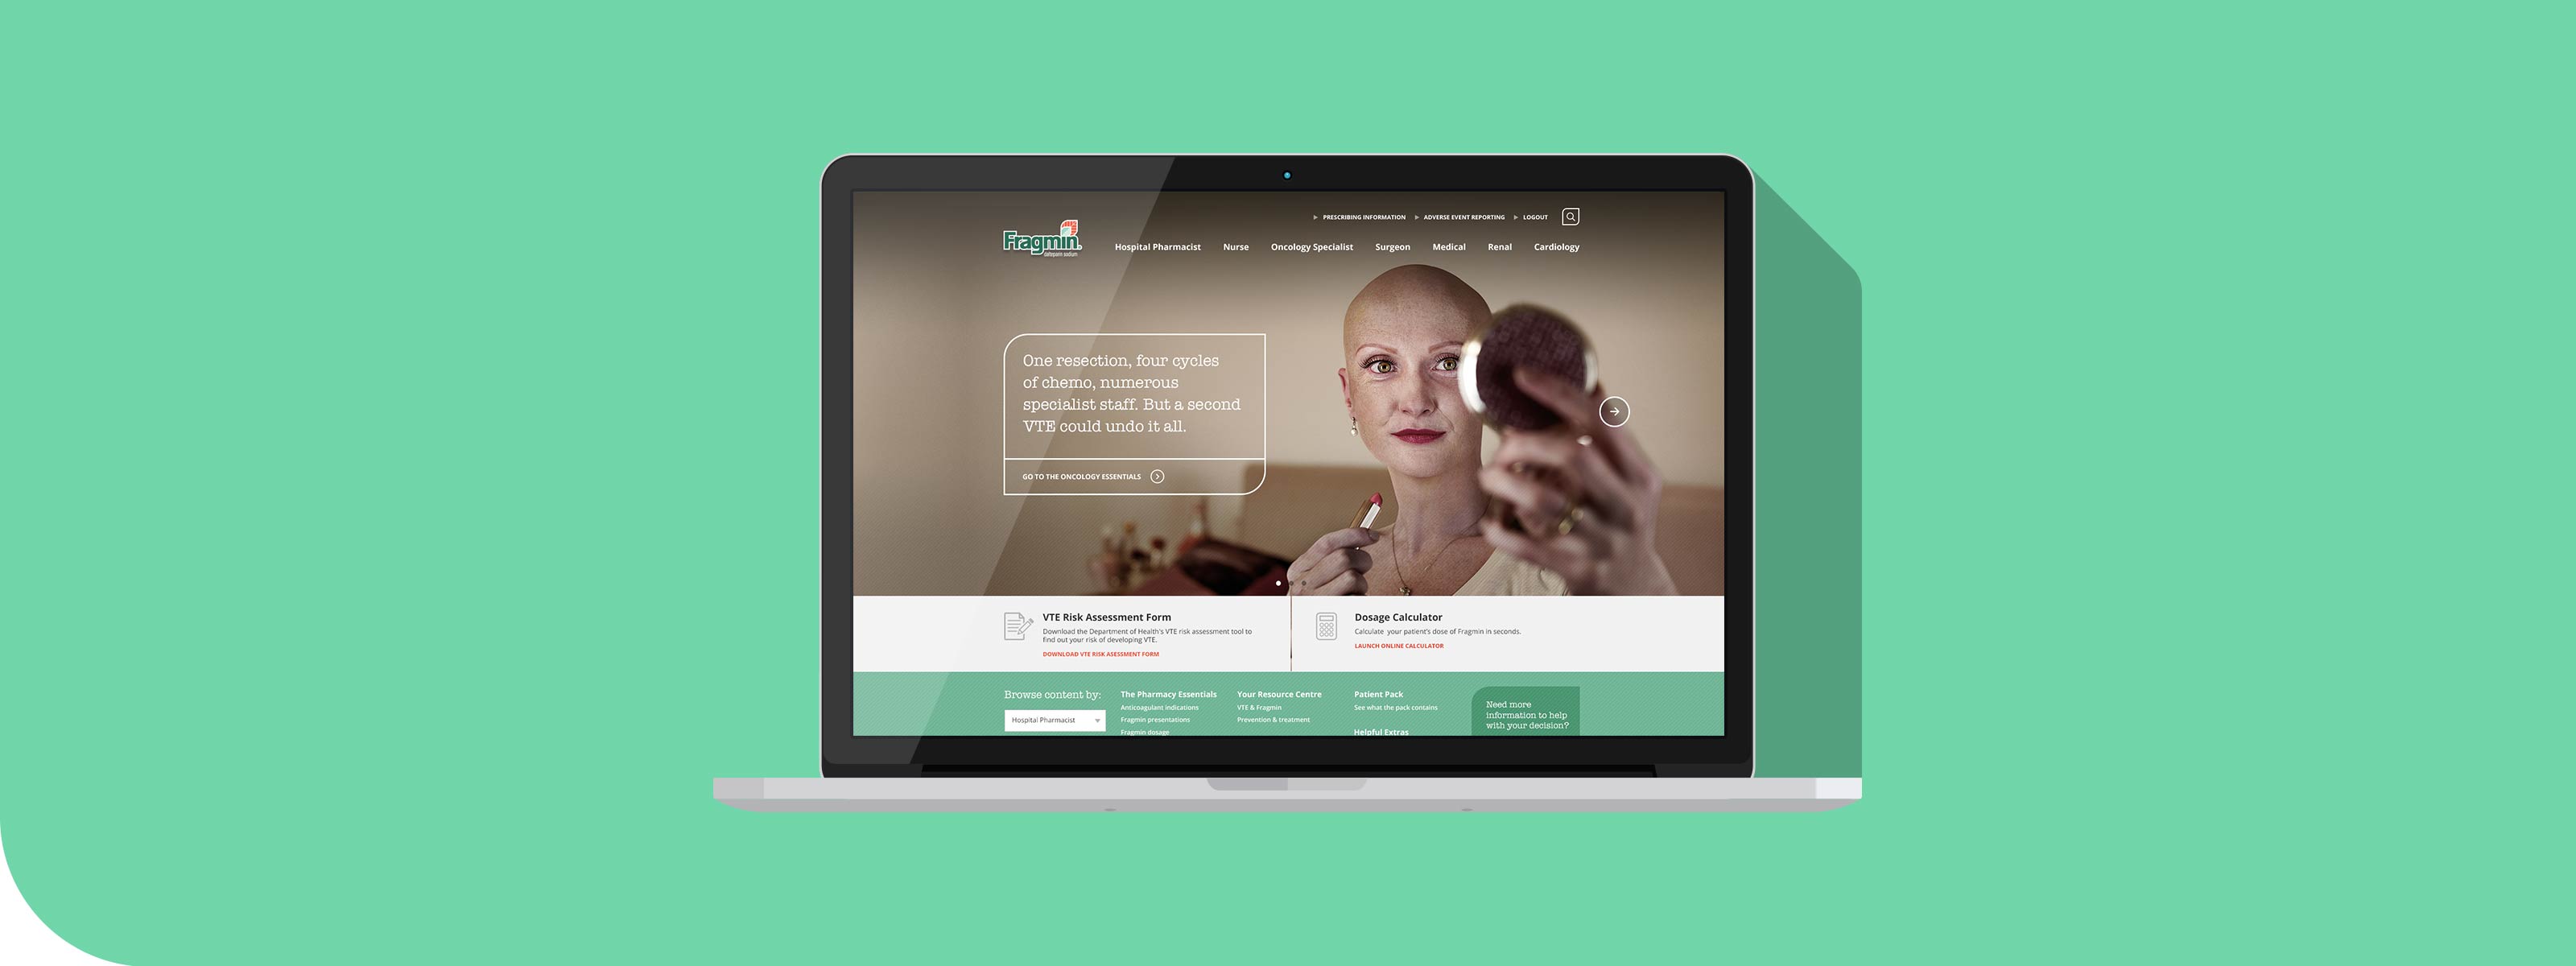 PRESCRIBING INFORMATION ADVERSE EVENT REPORTING LOGOUT
Fragmin
dalteparin sodium
Hospital Pharmacist Nurse Oncology Specialist Surgeon Medical Renal Cardiology
One resection, four cycles
of chemo, numerous
specialist staff. But a second
VTE could undo it all.
GO TO THE ONCOLOGY ESSENTIALS
VTE Risk Assessment Form
Download the Department of Health's VTE risk assessment tool to
find out your risk of developing VTE.
DOWNLOAD VTE RISK ASESSMENT FORM
Dosage Calculator
Calculate your patient's dose of Fragmin in seconds.
LAUNCH ONLINE CALCULATOR
Browse content by:
Hospital Pharmacist
The Pharmacy Essentials
Anticoagulant indications
Fragmin presentations
Fragmin dosage
Your Resource Centre
VTE & Fragmin
Prevention & treatment
Patient Pack
See what the pack contains
Helpful Extras
Need more
information to help
with your decision?